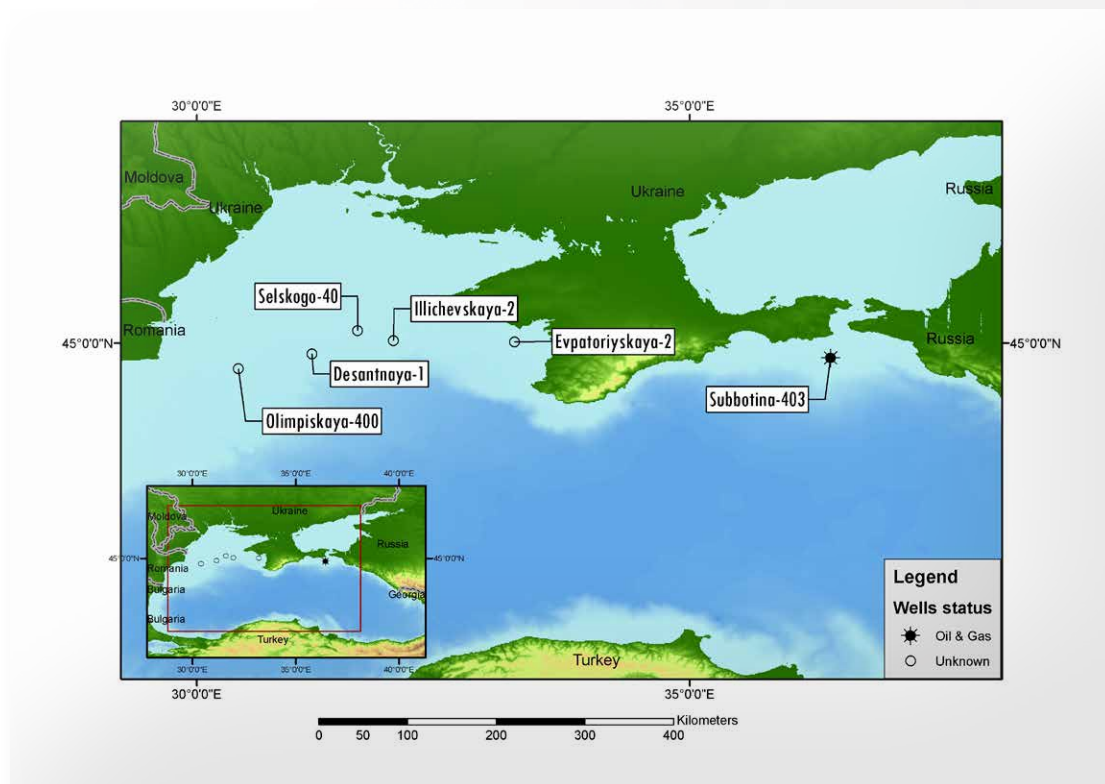 30°0'0"E
35°0'0"E
Moldova
Ukraine
Ukraine
Russia
Selskogo-40
Illichevskaya-2
Romania
Evpatoriyskaya-2
Russia
45°0'0"N
45°0'0"N
Desantnaya-1
Subbotina-403
Olimpiskaya-400
30°0'0"E
35°0'0"E
40°0'0"E
Moldova
Ukraine
Russia
45°0'0"N
45°0'0"N
Romania
Bulgaria
Georgia
Bulgaria
Turkey
30°0'0"E
35°0'0"E
40°0'0"E
Turkey
Legend
Wells status
Oil & Gas
Unknown
30°0'0"E
35°0'0"E
Kilometers
0 50 100 200 300 400